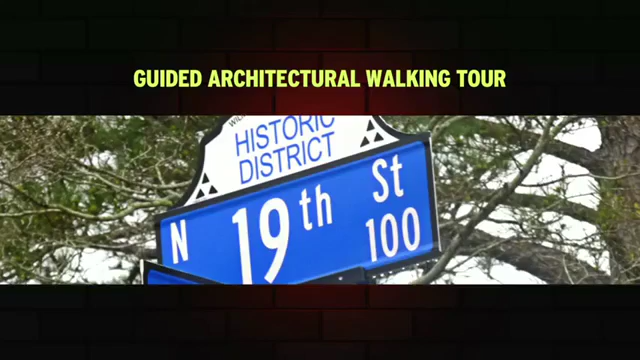 GUIDED ARCHITECTURAL WALKING TOUR
HISTORIC
DISTRICT
N 19th St
100